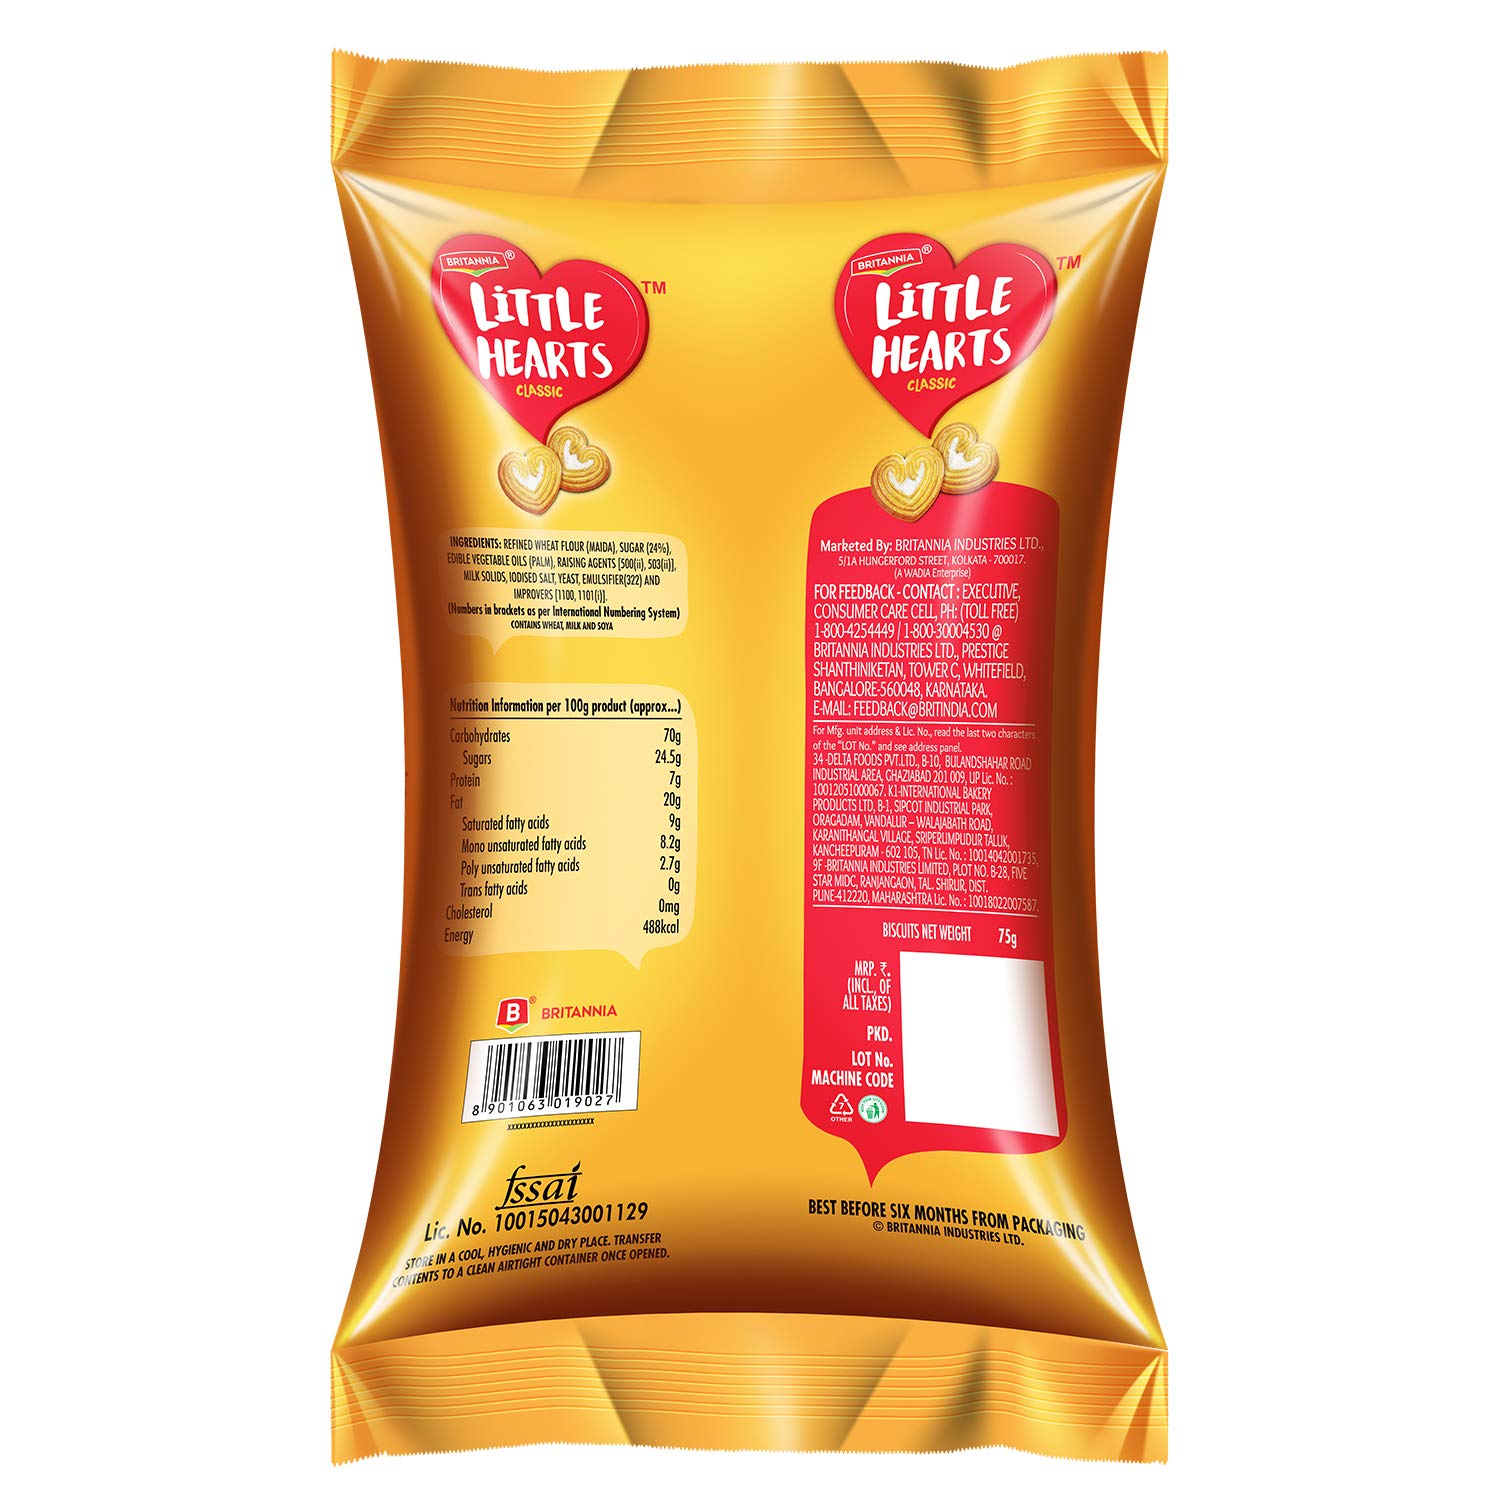 BRITANNIA ®
LiTTLE
HEARTS
CLASSIC
TM
INGREDIENTS: REFINED WHEAT FLOUR (MAIDA), SUGAR (24%),
EDIBLE VEGETABLE OILS (PALM), RAISING AGENTS [500(ii), 503(ii)],
MILK SOLIDS, IODISED SALT, YEAST, EMULSIFIER(322) AND
IMPROVERS [1100, 1101(i)].
(Numbers in brackets as per International Numbering System)
CONTAINS WHEAT, MILK AND SOYA
Nutrition Information per 100g product (approx...)
Carbohydrates 70g
Sugars 24.5g
Protein 7g
Fat 20g
Saturated fatty acids 9g
Mono unsaturated fatty acids 8.2g
Poly unsaturated fatty acids 2.7g
Trans fatty acids 0g
Cholesterol 0mg
Energy 488kcal
B ® BRITANNIA
8 901063 019027
xxxxxxxxxxxxxxxxxxxxxxx
fssai
Lic. No. 10015043001129
STORE IN A COOL, HYGIENIC AND DRY PLACE. TRANSFER
CONTENTS TO A CLEAN AIRTIGHT CONTAINER ONCE OPENED.
BRITANNIA ®
LiTTLE
HEARTS
CLASSIC
TM
Marketed By: BRITANNIA INDUSTRIES LTD.,
5/1A HUNGERFORD STREET, KOLKATA - 700017.
(A WADIA Enterprise)
FOR FEEDBACK - CONTACT : EXECUTIVE,
CONSUMER CARE CELL, PH: (TOLL FREE)
1-800-4254449 / 1-800-30004530 @
BRITANNIA INDUSTRIES LTD., PRESTIGE
SHANTHINIKETAN, TOWER C, WHITEFIELD,
BANGALORE-560048, KARNATAKA.
E-MAIL: FEEDBACK@BRITINDIA.COM
For Mfg. unit address & Lic. No., read the last two characters
of the "LOT No." and see address panel.
34 -DELTA FOODS PVT.LTD., B-10, BULANDSHAHAR ROAD
INDUSTRIAL AREA, GHAZIABAD 201 009, UP Lic. No. :
10012051000067. K1-INTERNATIONAL BAKERY
PRODUCTS LTD, B-1, SIPCOT INDUSTRIAL PARK,
ORAGADAM, VANDALUR – WALAJABATH ROAD,
KARANITHANGAL VILLAGE, SRIPERUMPUDUR TALUK,
KANCHEEPURAM - 602 105, TN Lic. No. : 10014042001735,
9F -BRITANNIA INDUSTRIES LIMITED, PLOT NO. B-28, FIVE
STAR MIDC, RANJANGAON, TAL. SHIRUR, DIST.
PUNE-412220, MAHARASHTRA Lic. No. : 10018022007587.
BISCUITS NET WEIGHT 75g
MRP. ₹.
(INCL. OF
ALL TAXES)
PKD.
LOT No.
MACHINE CODE
7
OTHER
BEST BEFORE SIX MONTHS FROM PACKAGING
© BRITANNIA INDUSTRIES LTD.